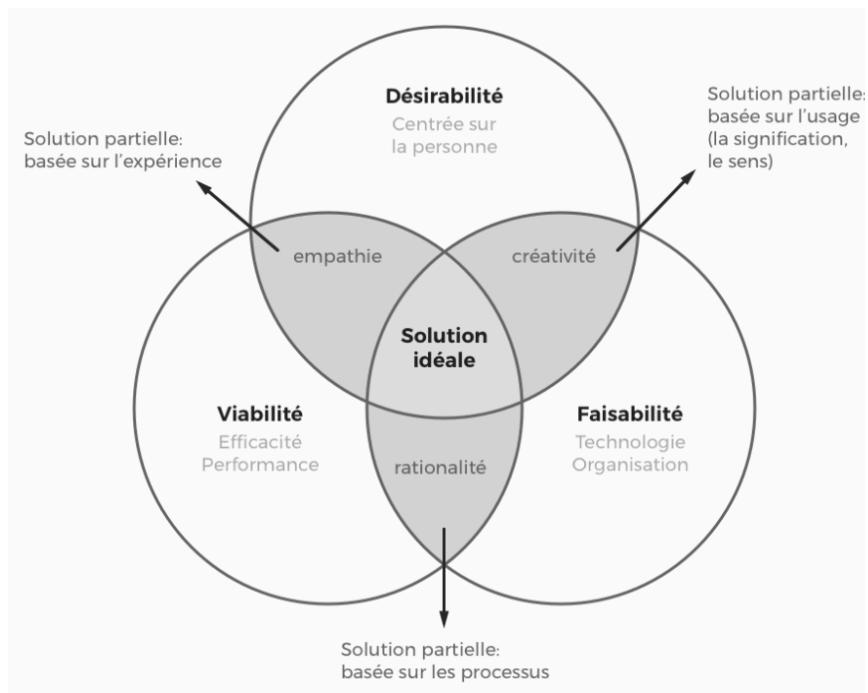 Désirabilité
Centrée sur
la personne
Solution partielle:
basée sur l'expérience
Solution partielle:
basée sur l'usage
(la signification,
le sens)
empathie
créativité
Solution
idéale
Viabilité
Efficacité
Performance
Faisabilité
Technologie
Organisation
rationalité
Solution partielle:
basée sur les processus